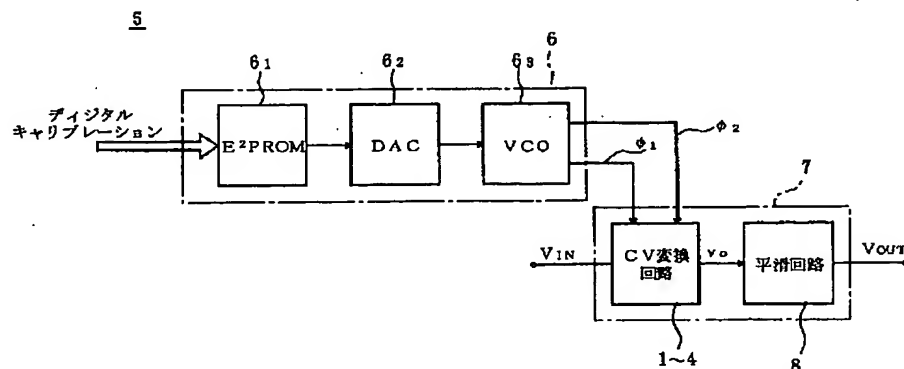 5
6
6₁
6₂
6₃
ディジタル
キャリブレーション
E²PROM
DAC
VCO
φ₂
φ₁
7
VIN
CV変換
回路
vo
平滑回路
VOUT
1~4
8